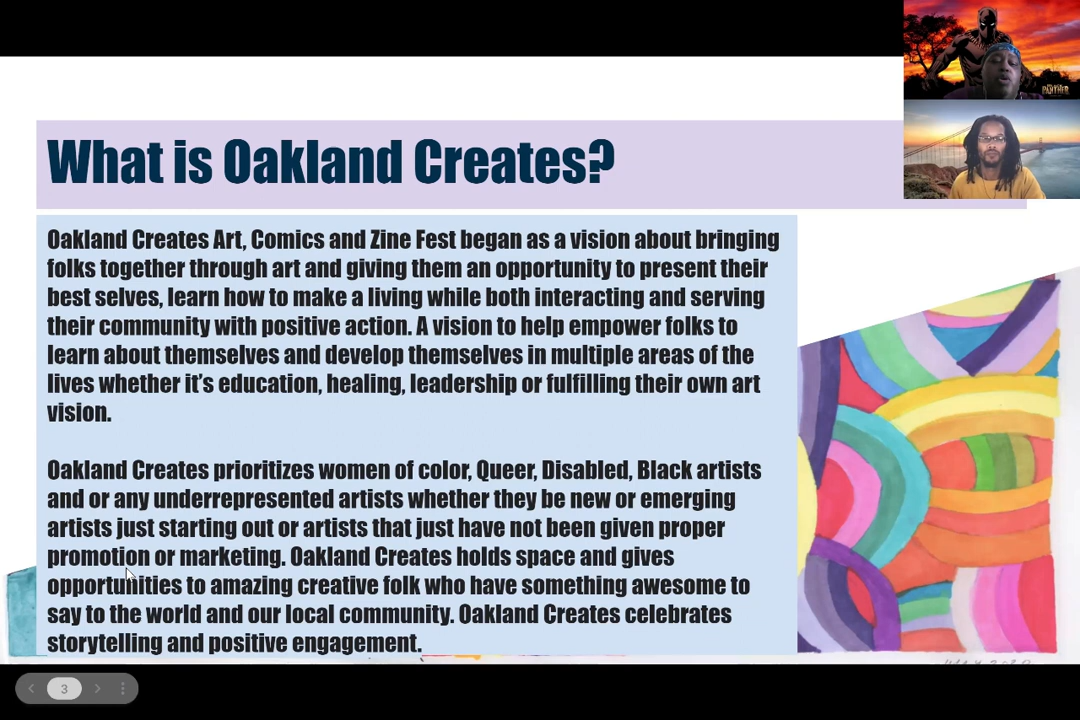 What is Oakland Creates?
Oakland Creates Art, Comics and Zine Fest began as a vision about bringing
folks together through art and giving them an opportunity to present their
best selves, learn how to make a living while both interacting and serving
their community with positive action. A vision to help empower folks to
learn about themselves and develop themselves in multiple areas of the
lives whether it’s education, healing, leadership or fulfilling their own art
vision.
Oakland Creates prioritizes women of color, Queer, Disabled, Black artists
and or any underrepresented artists whether they be new or emerging
artists just starting out or artists that just have not been given proper
promotion or marketing. Oakland Creates holds space and gives
opportunities to amazing creative folk who have something awesome to
say to the world and our local community. Oakland Creates celebrates
storytelling and positive engagement.
PANTHER
3